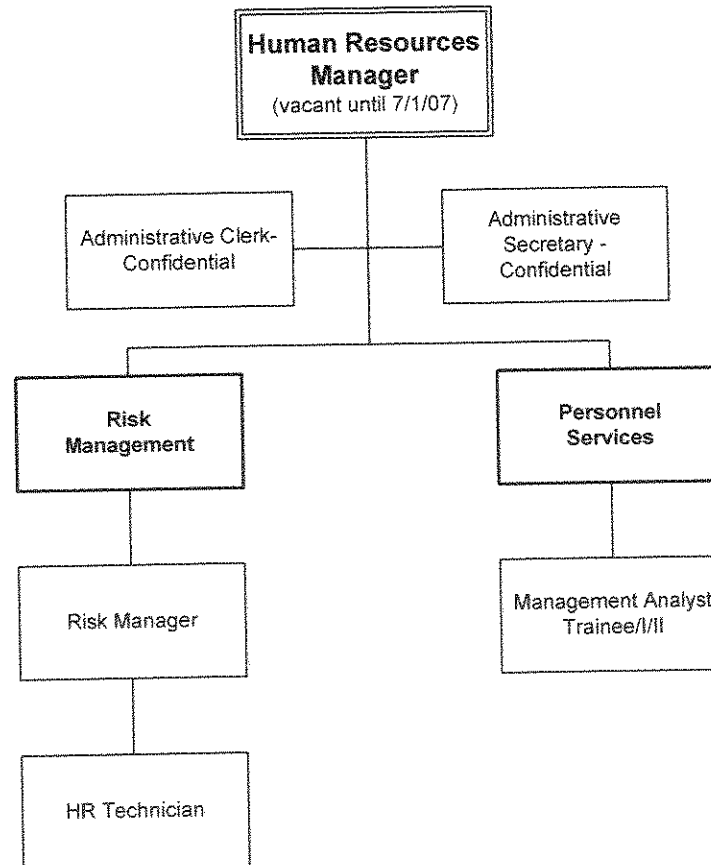 Human Resources
Manager
(vacant until 7/1/07)
Administrative Clerk-
Confidential
Administrative
Secretary -
Confidential
Risk
Management
Personnel
Services
Risk Manager
Management Analyst
Trainee/I/II
HR Technician